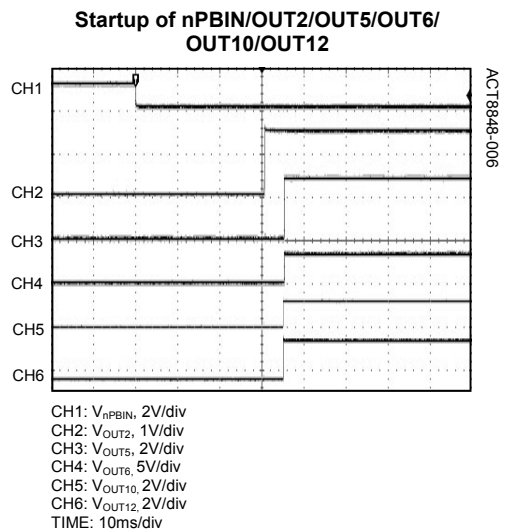 Startup of nPBIN/OUT2/OUT5/OUT6/
OUT10/OUT12
CH1
CH2
CH3
CH4
CH5
CH6
ACT8848-006
CH1: VnPBIN, 2V/div
CH2: VOUT2, 1V/div
CH3: VOUT5, 2V/div
CH4: VOUT6, 5V/div
CH5: VOUT10, 2V/div
CH6: VOUT12, 2V/div
TIME: 10ms/div